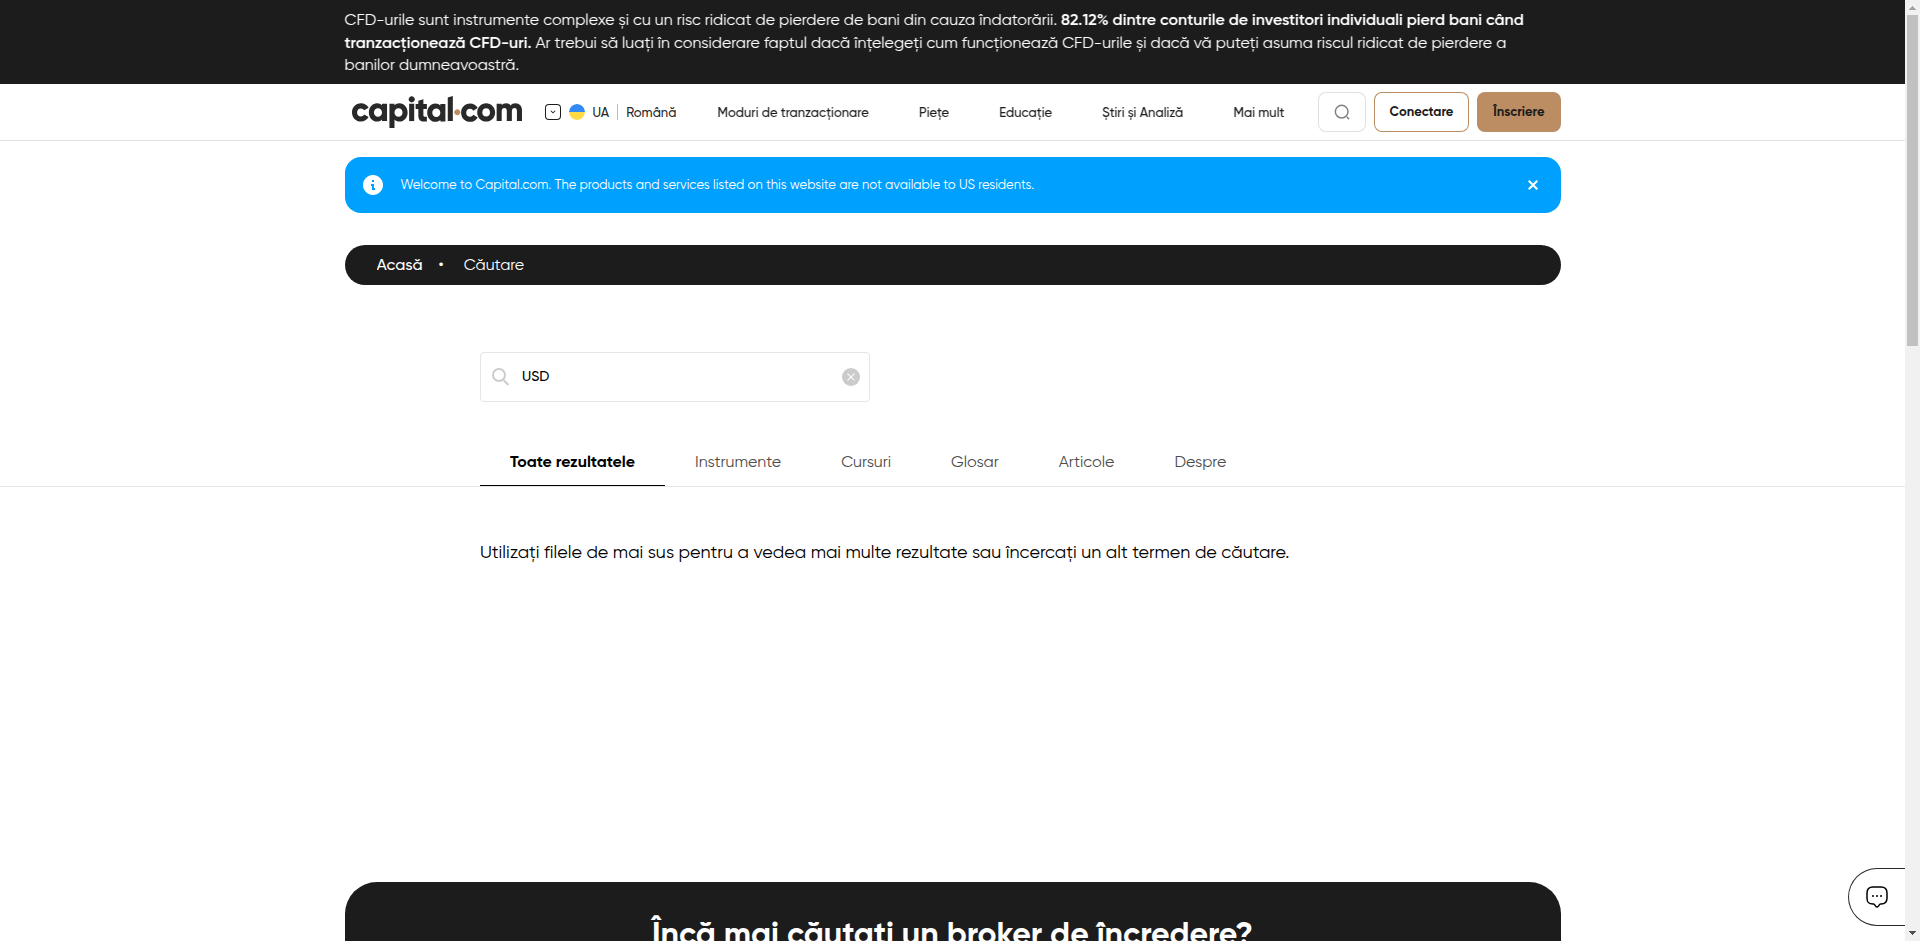 CFD-urile sunt instrumente complexe și cu un risc ridicat de pierdere de bani din cauza îndatorării. 82.12% dintre conturile de investitori individuali pierd bani când
tranzacționează CFD-uri. Ar trebui să luați în considerare faptul dacă înțelegeți cum funcționează CFD-urile și dacă vă puteți asuma riscul ridicat de pierdere a
banilor dumneavoastră.
capital.com UA Română Moduri de tranzacționare Piețe Educație Știri și Analiză Mai mult Conectare Înscriere
Welcome to Capital.com. The products and services listed on this website are not available to US residents.
Acasă • Căutare
USD
Toate rezultatele Instrumente Cursuri Glosar Articole Despre
Utilizați filele de mai sus pentru a vedea mai multe rezultate sau încercați un alt termen de căutare.
Încă mai căutați un broker de încredere?